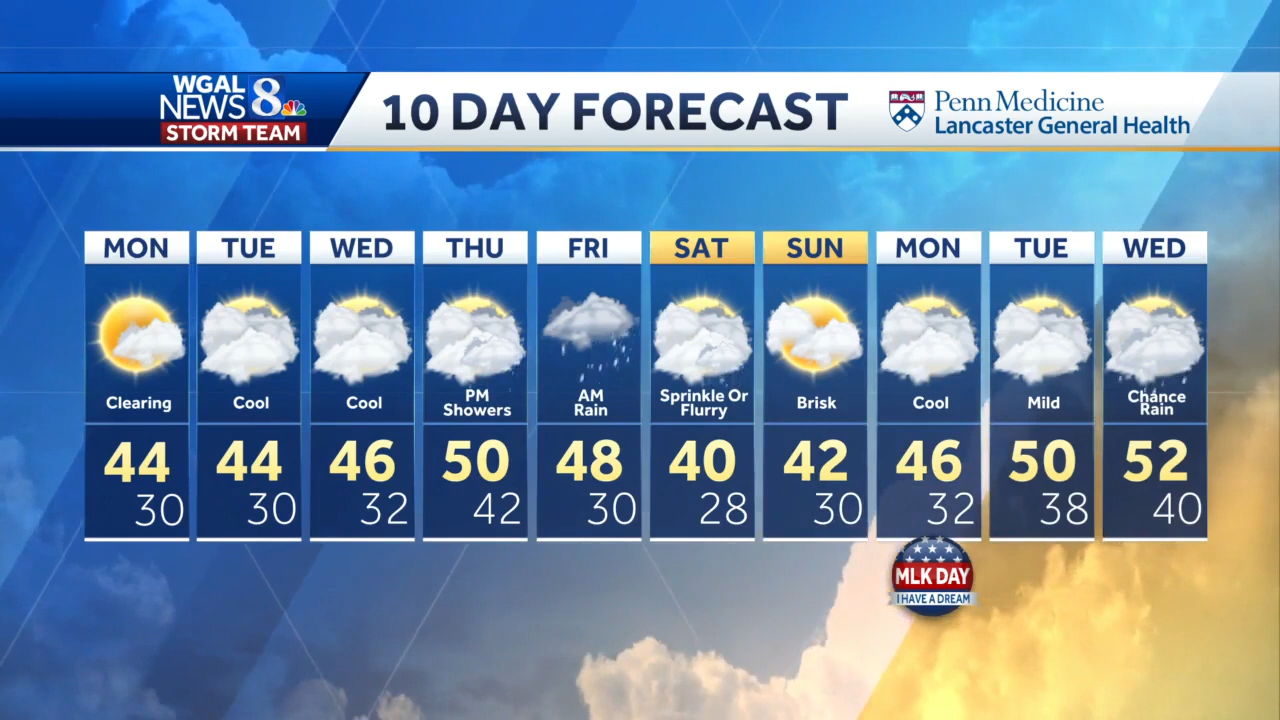 WGAL
NEWS 8
STORM TEAM
10 DAY FORECAST
Penn Medicine
Lancaster General Health
MON TUE WED THU FRI SAT SUN MON TUE WED
Clearing
Cool
Cool
PM
Showers
AM
Rain
Sprinkle Or
Flurry
Brisk
Cool
Mild
Chance
Rain
44 44 46 50 48 40 42 46 50 52
30 30 32 42 30 28 30 32 38 40
MLK DAY
I HAVE A DREAM